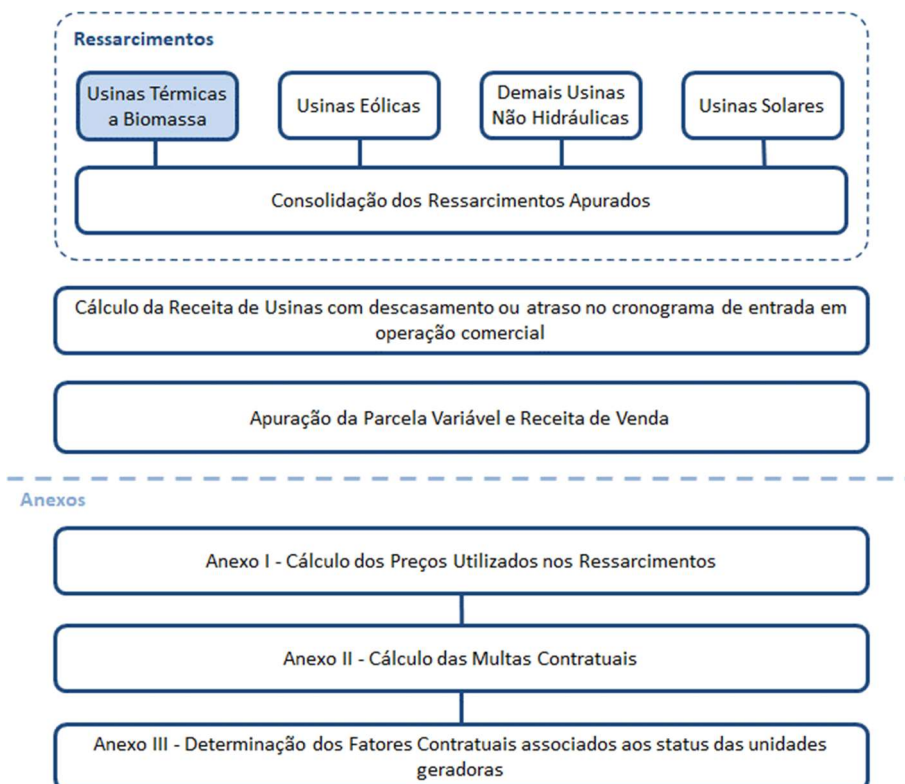 Ressarcimentos
Usinas Térmicas
a Biomassa
Usinas Eólicas
Demais Usinas
Não Hidráulicas
Usinas Solares
Consolidação dos Ressarcimentos Apurados
Cálculo da Receita de Usinas com descasamento ou atraso no cronograma de entrada em
operação comercial
Apuração da Parcela Variável e Receita de Venda
Anexos
Anexo I - Cálculo dos Preços Utilizados nos Ressarcimentos
Anexo II - Cálculo das Multas Contratuais
Anexo III - Determinação dos Fatores Contratuais associados aos status das unidades
geradoras